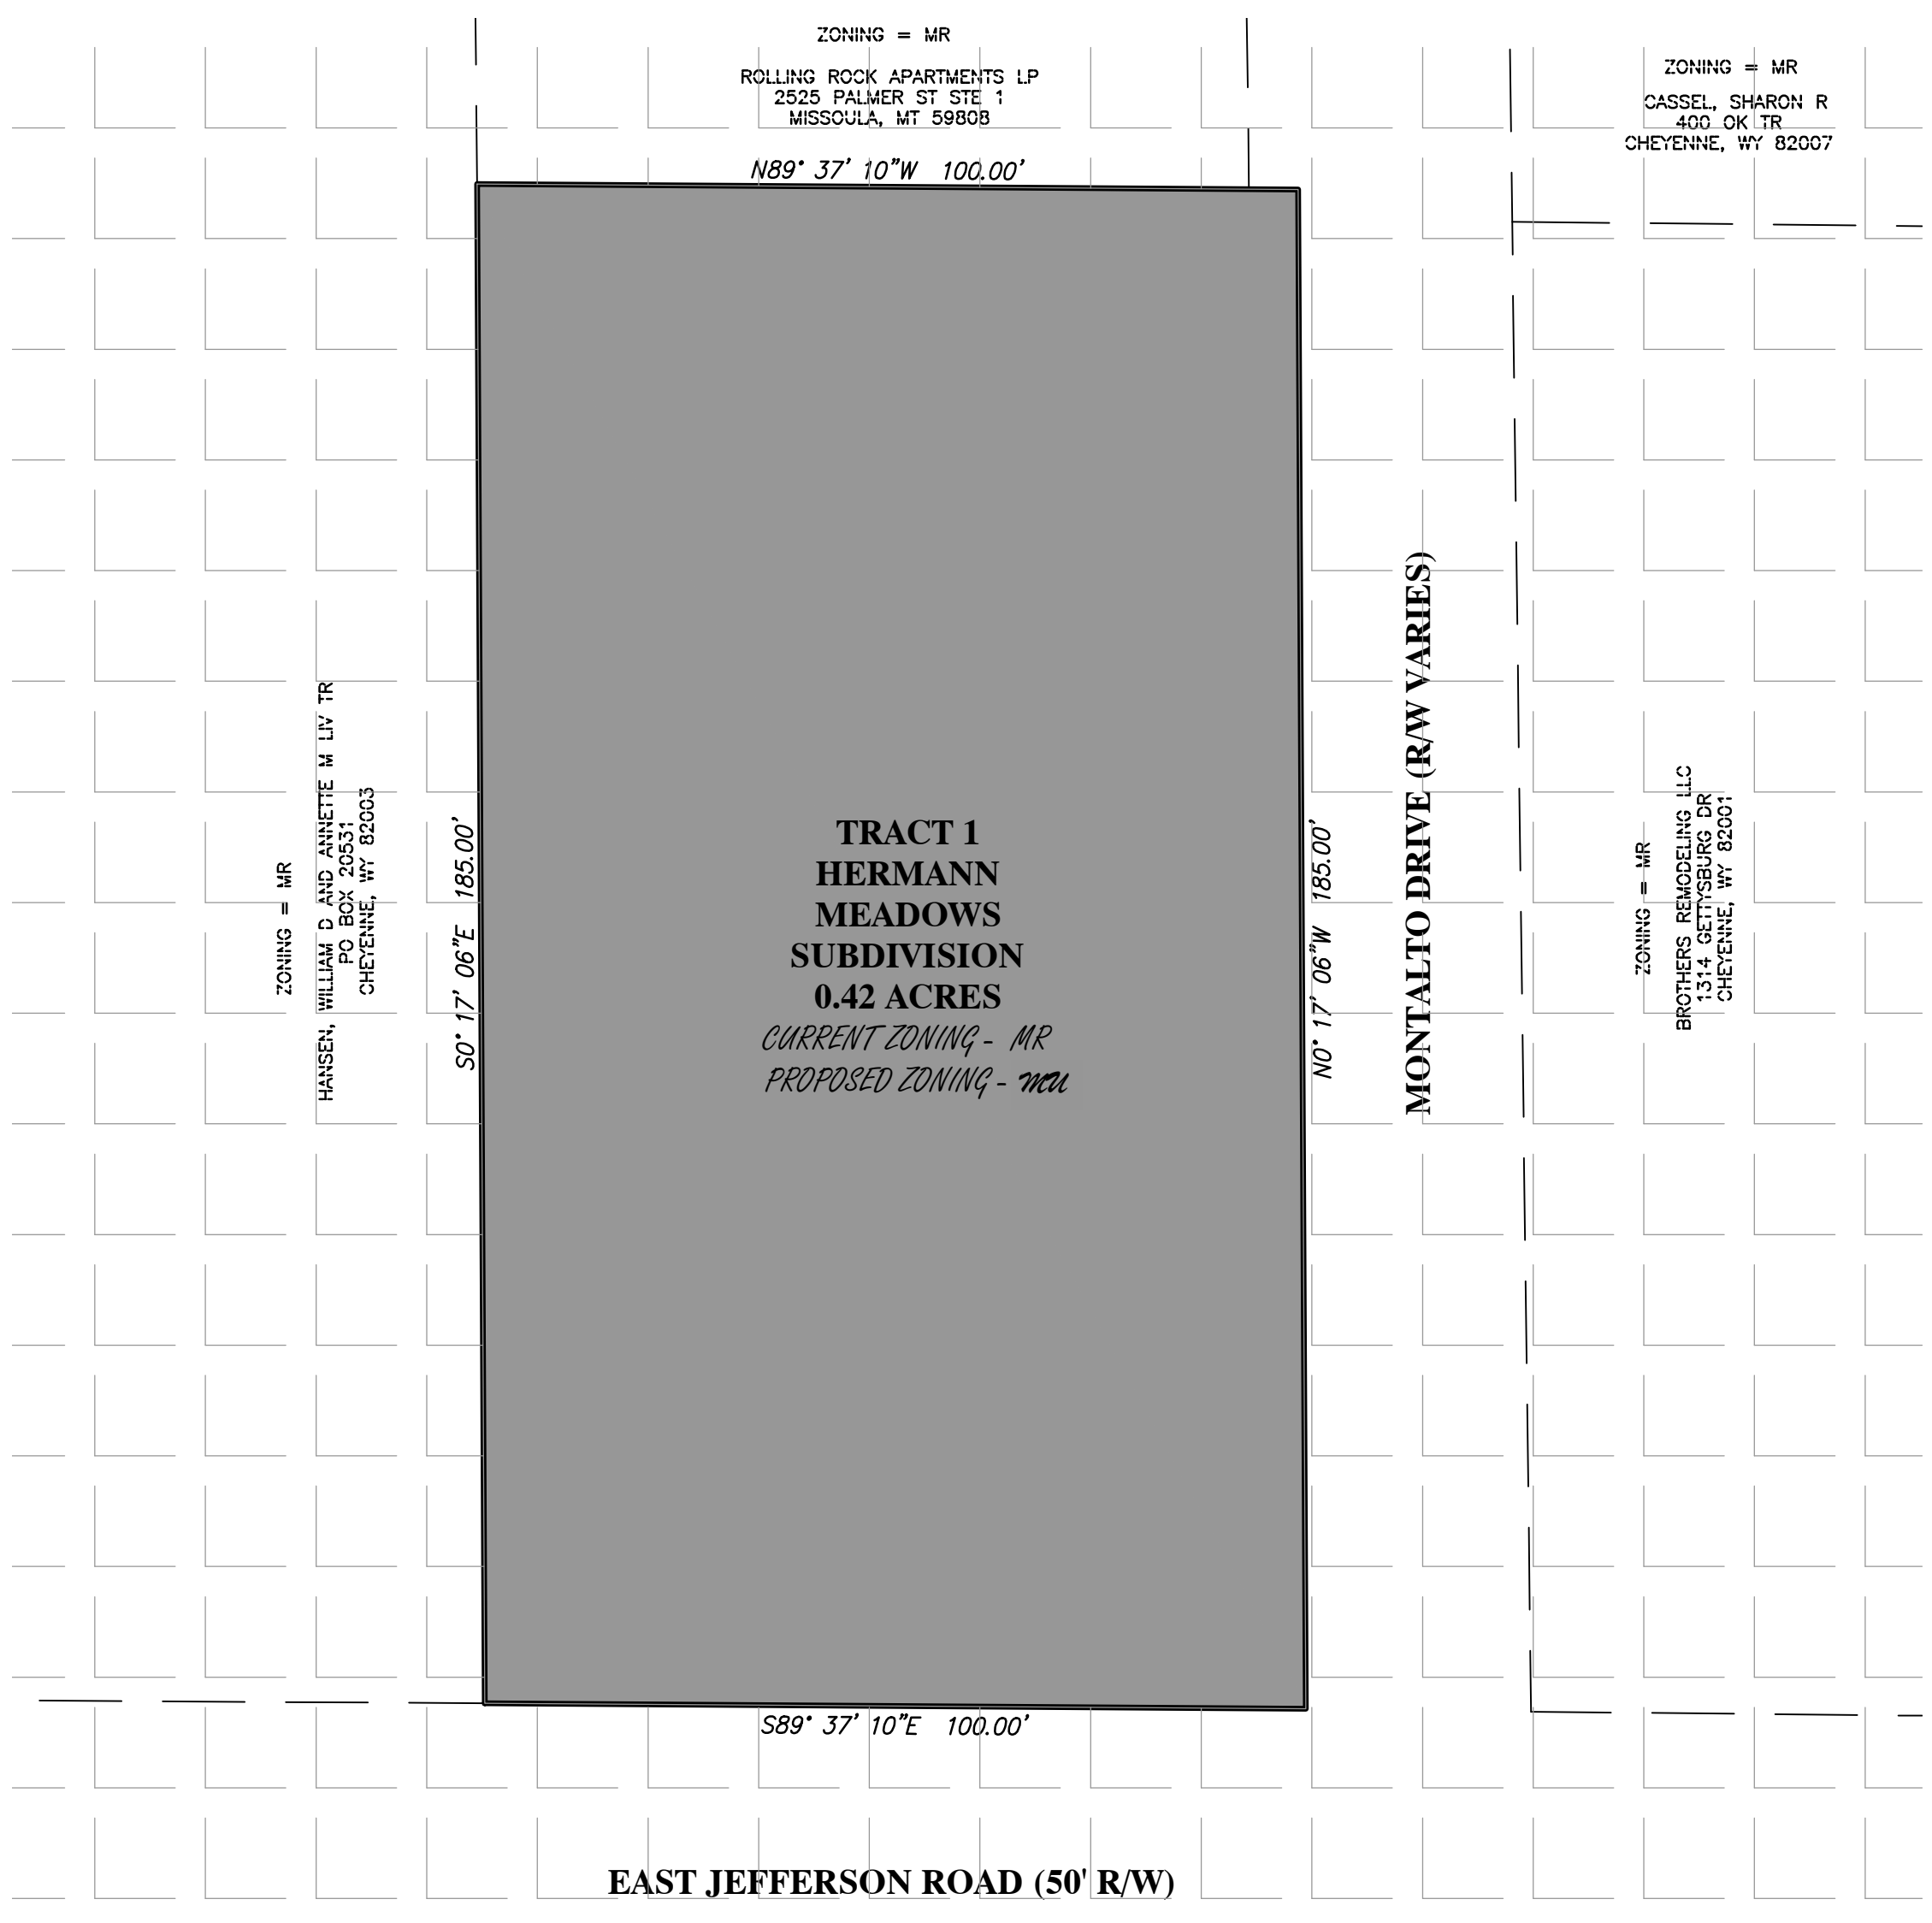 ZONING = MR
ROLLING ROCK APARTMENTS LP
2525 PALMER ST STE 1
MISSOULA, MT 59808
ZONING = MR
CASSEL, SHARON R
400 OK TR
CHEYENNE, WY 82007
N89° 37' 10"W 100.00'
ZONING = MR
HANSEN, WILLIAM D AND ANNETTE M LIV TR
PO BOX 20531
CHEYENNE, WY 82003
S0° 17' 06"E 185.00'
TRACT 1
HERMANN
MEADOWS
SUBDIVISION
0.42 ACRES
CURRENT ZONING - MR
PROPOSED ZONING - MU
N0° 17' 06"W 185.00'
MONTALTO DRIVE (R/W VARIES)
ZONING = MR
BROTHERS REMODELING LLC
1314 GETTYSBURG DR
CHEYENNE, WY 82001
S89° 37' 10"E 100.00'
EAST JEFFERSON ROAD (50' R/W)